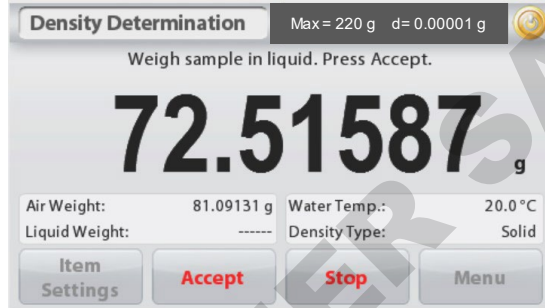 Density Determination
Max = 220 g d= 0.00001 g
Weigh sample in liquid. Press Accept.
72.51587 g
Air Weight: 81.09131 g Water Temp.: 20.0 °C
Liquid Weight: ------ Density Type: Solid
Item Settings
Accept
Stop
Menu